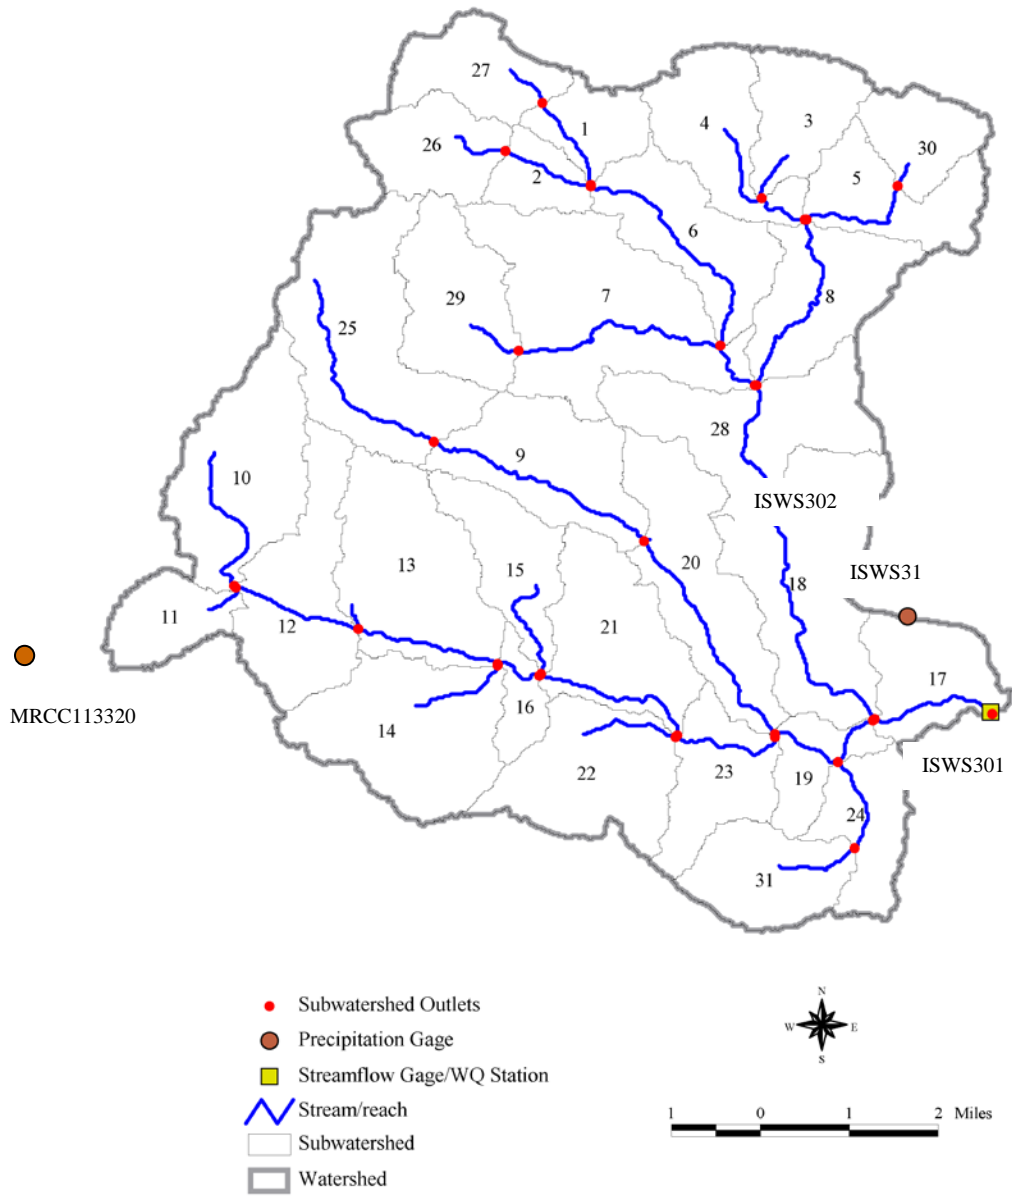 27
4
3
1
30
26
2
5
6
29
7
8
25
28
9
10
ISWS302
13
15
20
ISWS31
18
11
12
21
17
MRCC113320
16
14
ISWS301
22
23
19
24
31
Subwatershed Outlets
Precipitation Gage
Streamflow Gage/WQ Station
Stream/reach
Subwatershed
Watershed
N
W E
S
1 0 1 2 Miles